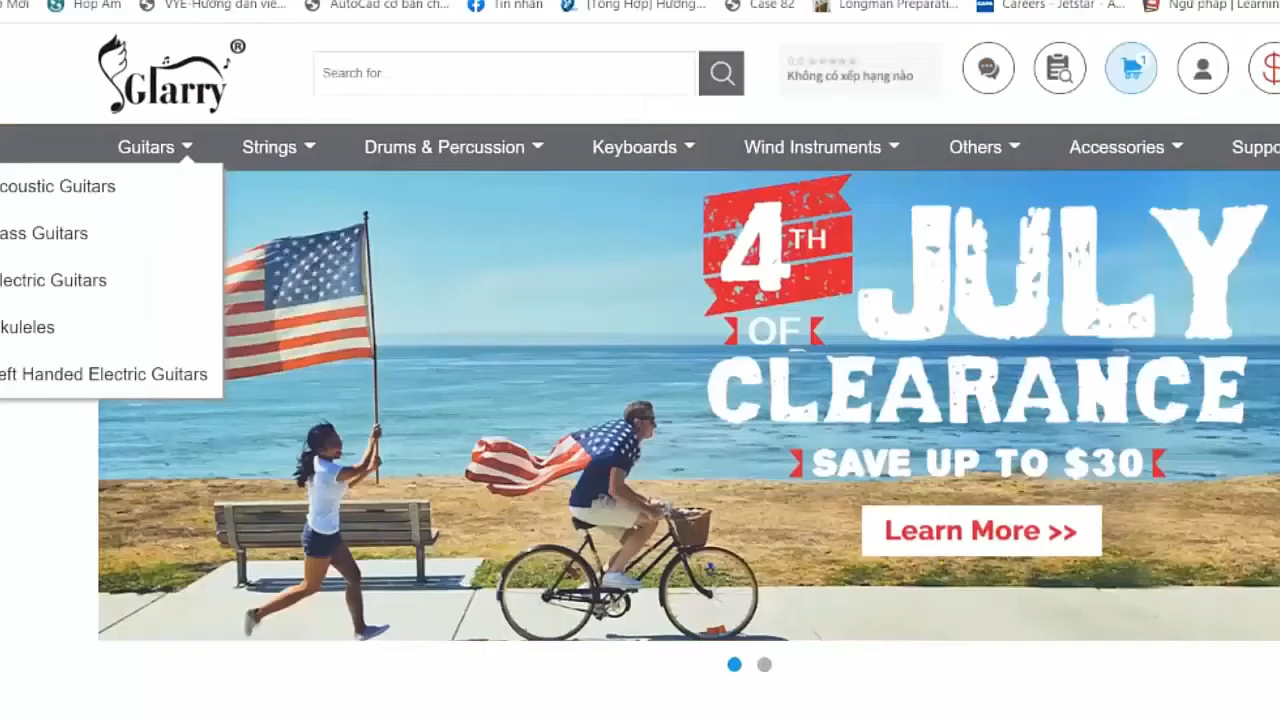 Mới Hợp Âm VYE-Hướng dẫn viê... AutoCad cơ bản ch... Tin nhắn [Tổng Hợp] Hướng... Case 82 Longman Preparati... Careers - Jetstar - A... Ngữ pháp | Learnin
Glarry ®
Search for
0.0 ★★★★★
Không có xếp hạng nào
1
Guitars Strings Drums & Percussion Keyboards Wind Instruments Others Accessories Suppo
coustic Guitars
ass Guitars
lectric Guitars
kuleles
eft Handed Electric Guitars
4TH
OF
JULY
CLEARANCE
SAVE UP TO $30
Learn More >>